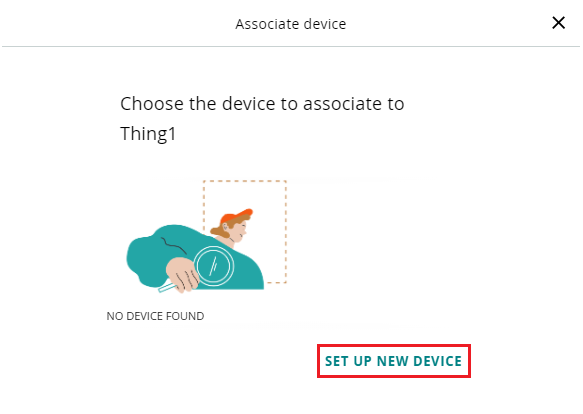 Associate device
Choose the device to associate to
Thing1
NO DEVICE FOUND
SET UP NEW DEVICE